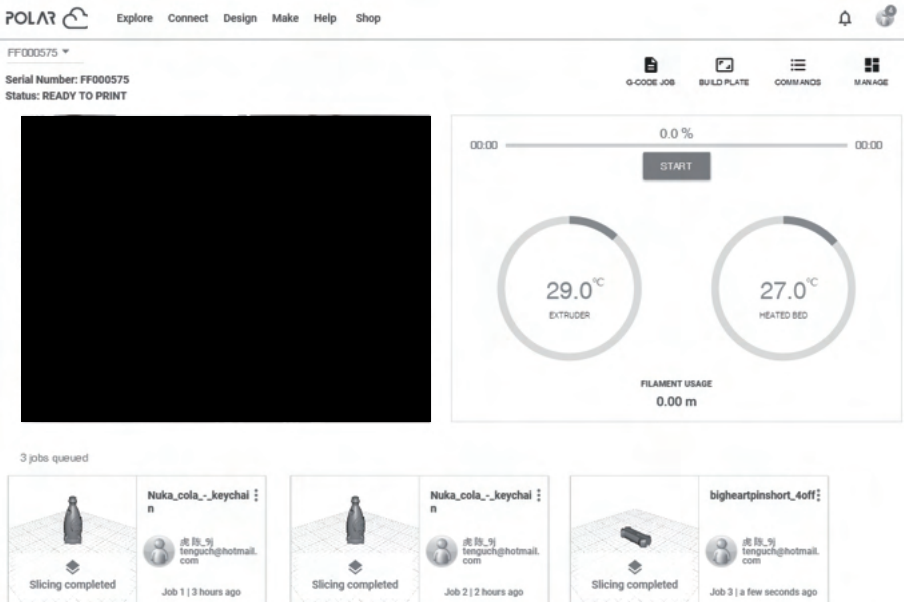 POLAR
Explore Connect Design Make Help Shop
4
FF000575
Serial Number: FF000575
Status: READY TO PRINT
G-CODE JOB BUILD PLATE COMMANDS MANAGE
0.0 %
00:00 00:00
START
29.0°C 27.0°C
EXTRUDER HEATED BED
FILAMENT USAGE
0.00 m
3 jobs queued
Nuka_cola_-_keychai
n
tenguch@hotmail.
com
Slicing completed
Job 1 | 3 hours ago
Nuka_cola_-_keychai
n
tenguch@hotmail.
com
Slicing completed
Job 2 | 2 hours ago
bigheartpinshort_4off
tenguch@hotmail.
com
Slicing completed
Job 3 | a few seconds ago